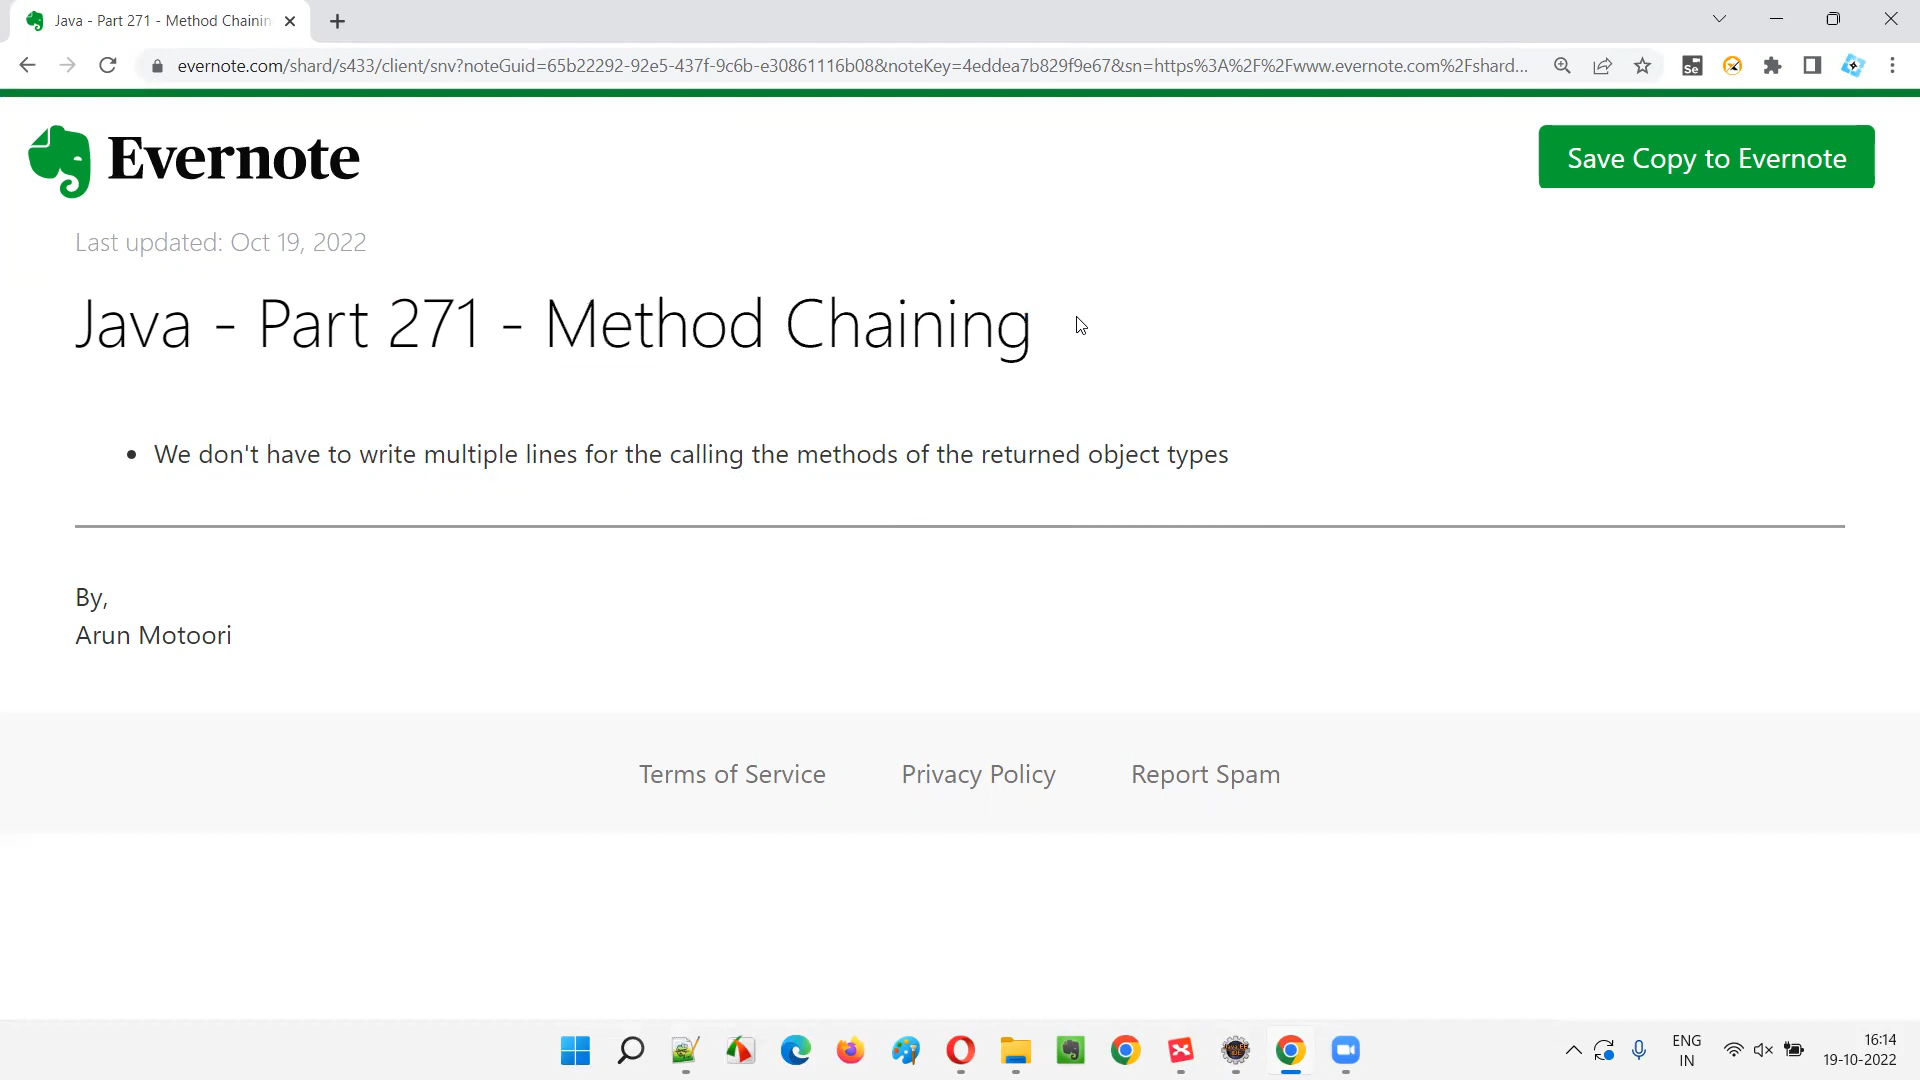 Java - Part 271 - Method Chainin
evernote.com/shard/s433/client/snv?noteGuid=65b22292-92e5-437f-9c6b-e30861116b08&noteKey=4eddea7b829f9e67&sn=https%3A%2F%2Fwww.evernote.com%2Fshard...
Se
Evernote
Save Copy to Evernote
Last updated: Oct 19, 2022
Java - Part 271 - Method Chaining
• We don't have to write multiple lines for the calling the methods of the returned object types
By,
Arun Motoori
Terms of Service Privacy Policy Report Spam
ENG 16:14
IN 19-10-2022